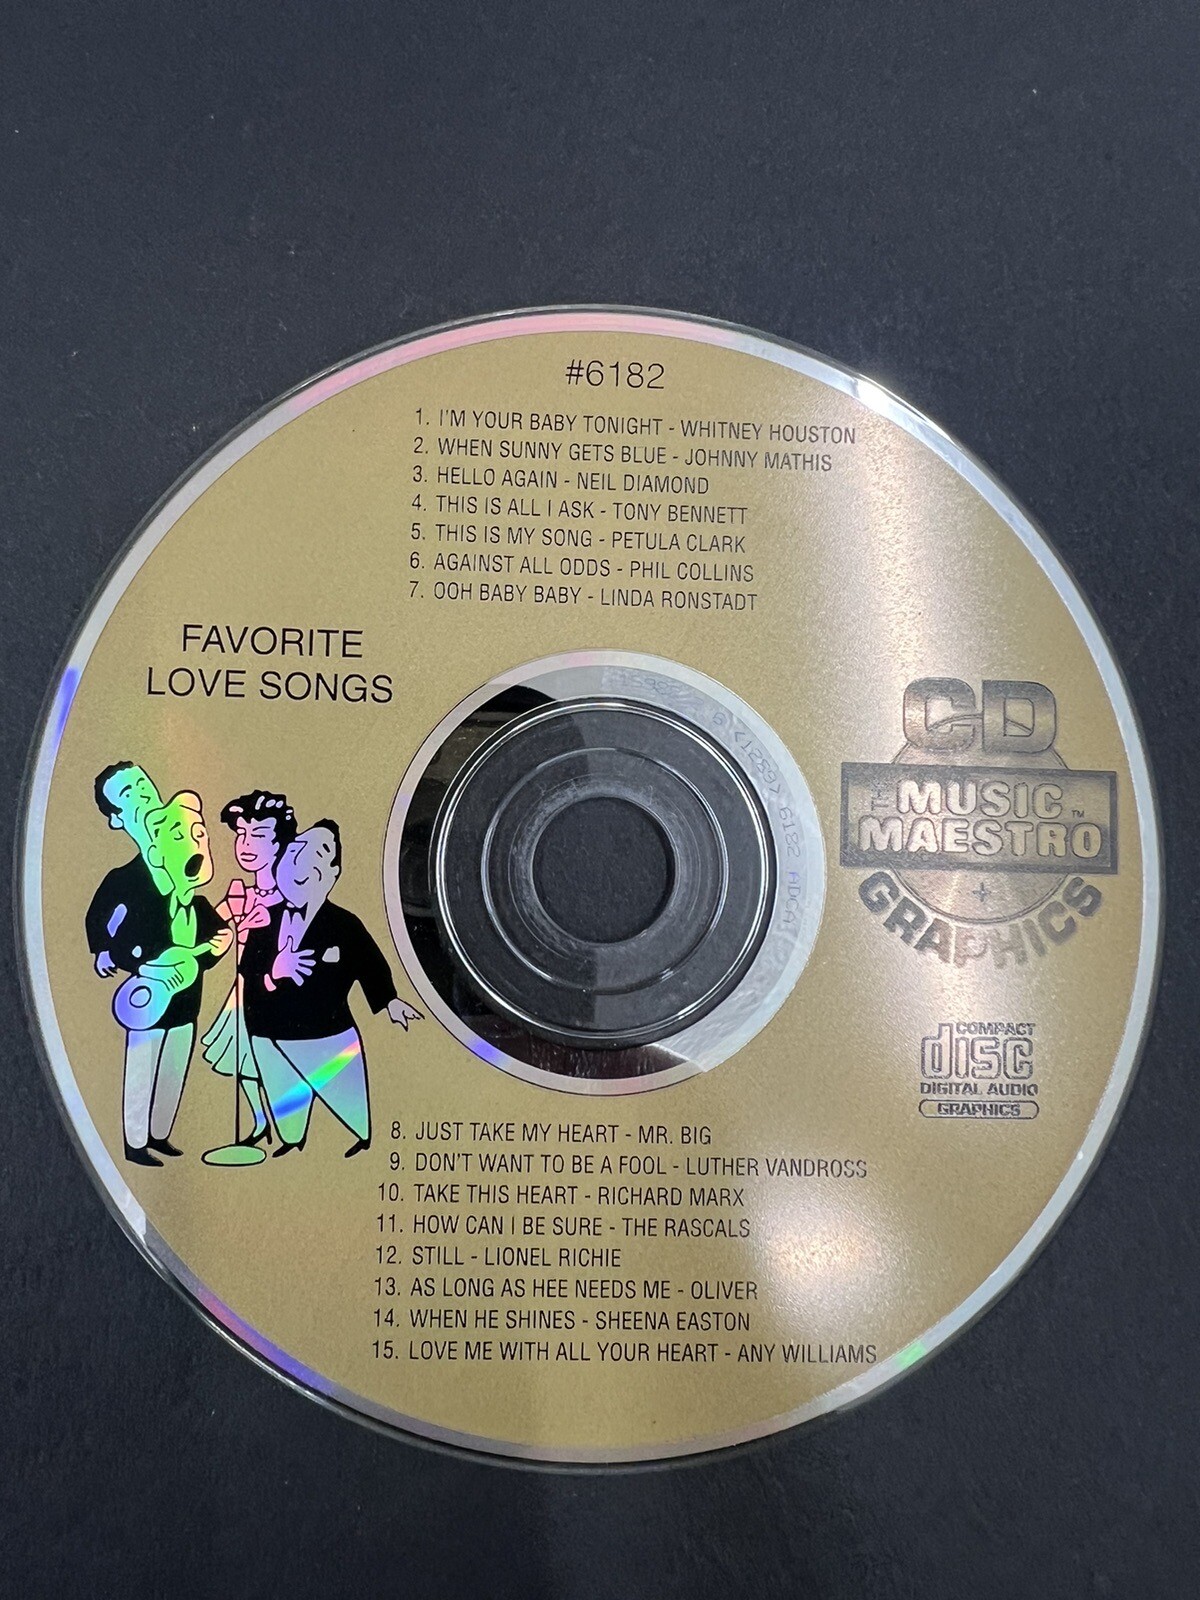 #6182
1. I'M YOUR BABY TONIGHT - WHITNEY HOUSTON
2. WHEN SUNNY GETS BLUE - JOHNNY MATHIS
3. HELLO AGAIN - NEIL DIAMOND
4. THIS IS ALL I ASK - TONY BENNETT
5. THIS IS MY SONG - PETULA CLARK
6. AGAINST ALL ODDS - PHIL COLLINS
7. OOH BABY BABY - LINDA RONSTADT
FAVORITE
LOVE SONGS
CD
THE MUSIC™
MAESTRO
GRAPHICS
COMPACT
disc
DIGITAL AUDIO
GRAPHICS
8. JUST TAKE MY HEART - MR. BIG
9. DON'T WANT TO BE A FOOL - LUTHER VANDROSS
10. TAKE THIS HEART - RICHARD MARX
11. HOW CAN I BE SURE - THE RASCALS
12. STILL - LIONEL RICHIE
13. AS LONG AS HEE NEEDS ME - OLIVER
14. WHEN HE SHINES - SHEENA EASTON
15. LOVE ME WITH ALL YOUR HEART - ANY WILLIAMS
6182